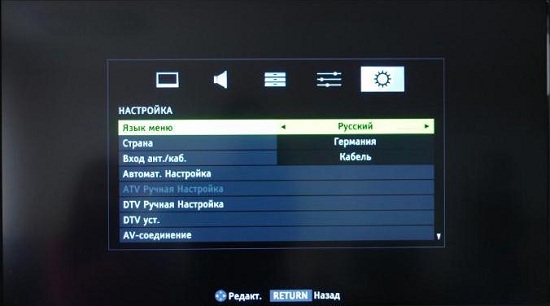 НАСТРОЙКА
Язык меню Русский
Страна Германия
Вход ант./каб. Кабель
Автомат. Настройка
ATV Ручная Настройка
DTV Ручная Настройка
DTV уст.
AV-соединение
Редакт. RETURN Назад